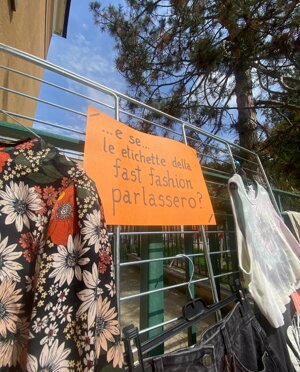 ...e se...
le etichette della
fast fashion
parlassero?